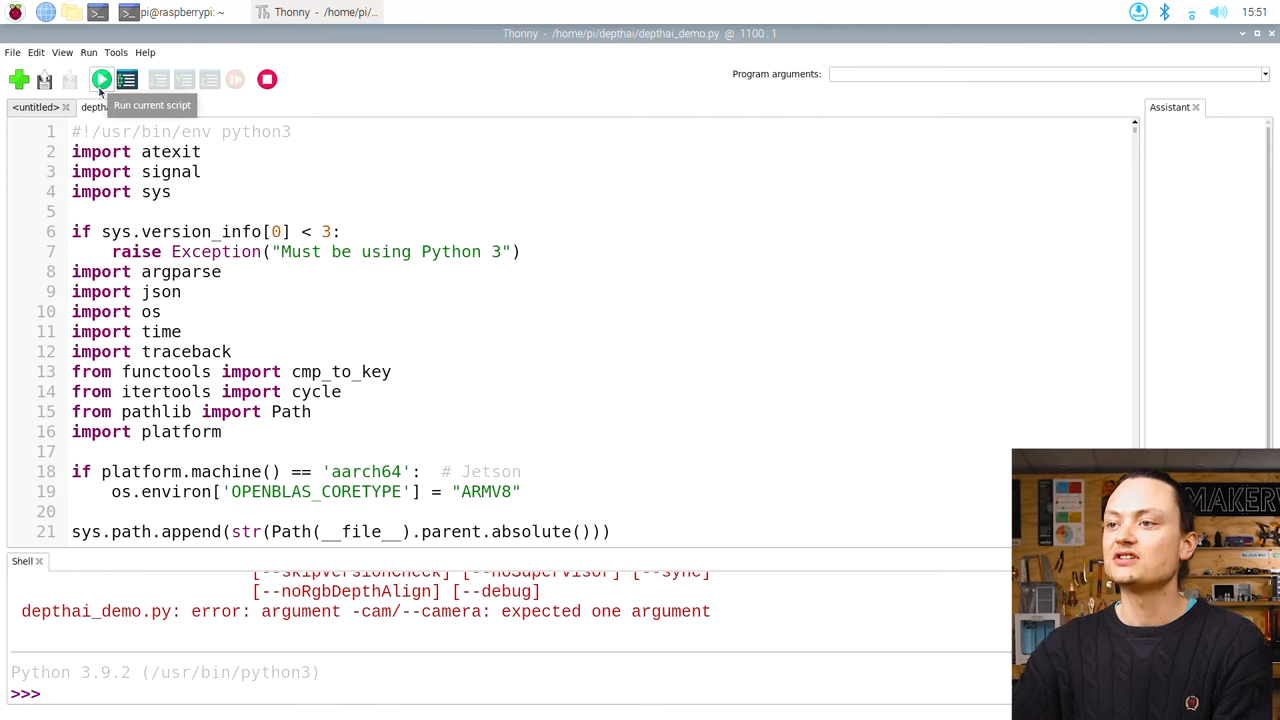 pi@raspberrypi: ~
Thonny - /home/pi/...
15:51
Thonny - /home/pi/depthai/depthai_demo.py @ 1100 : 1
File Edit View Run Tools Help
Program arguments:
<untitled>
deptha
Run current script
Assistant
1 #!/usr/bin/env python3
2 import atexit
3 import signal
4 import sys
5
6 if sys.version_info[0] < 3:
7 raise Exception("Must be using Python 3")
8 import argparse
9 import json
10 import os
11 import time
12 import traceback
13 from functools import cmp_to_key
14 from itertools import cycle
15 from pathlib import Path
16 import platform
17
18 if platform.machine() == 'aarch64': # Jetson
19 os.environ['OPENBLAS_CORETYPE'] = "ARMV8"
20
21 sys.path.append(str(Path(__file__).parent.absolute()))
Shell
[--skipVersionCheck] [--noSupervisor] [--sync]
[--noRgbDepthAlign] [--debug]
depthai_demo.py: error: argument -cam/--camera: expected one argument
Python 3.9.2 (/usr/bin/python3)
>>>
MAKERV